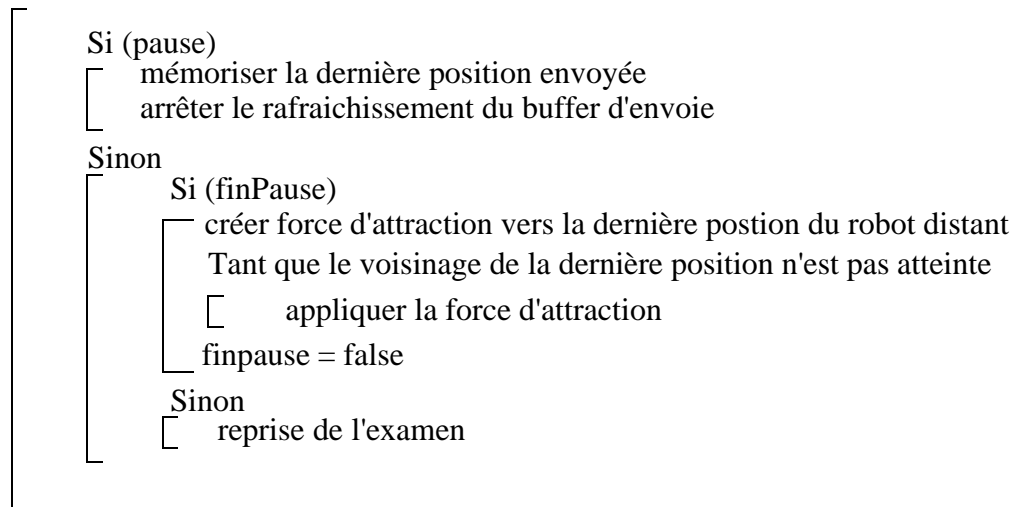 Si (pause)
mémoriser la dernière position envoyée
arrêter le rafraichissement du buffer d'envoie
Sinon
Si (finPause)
créer force d'attraction vers la dernière postion du robot distant
Tant que le voisinage de la dernière position n'est pas atteinte
appliquer la force d'attraction
finpause = false
Sinon
reprise de l'examen